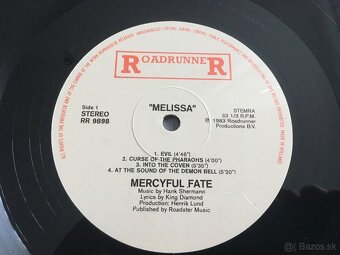 ROADRUNNER
"MELISSA"
Side 1
STEREO
RR 9898
STEMRA
33 1/3 R.P.M.
℗ 1983 Roadrunner
Productions B.V.
1. EVIL (4'45")
2. CURSE OF THE PHARAOHS (4'00")
3. INTO THE COVEN (5'35")
4. AT THE SOUND OF THE DEMON BELL (5'20")
MERCYFUL FATE
Music by Hank Shermann
Lyrics by King Diamond
Production: Henrik Lund
Published by Roadster Music
bazos.sk